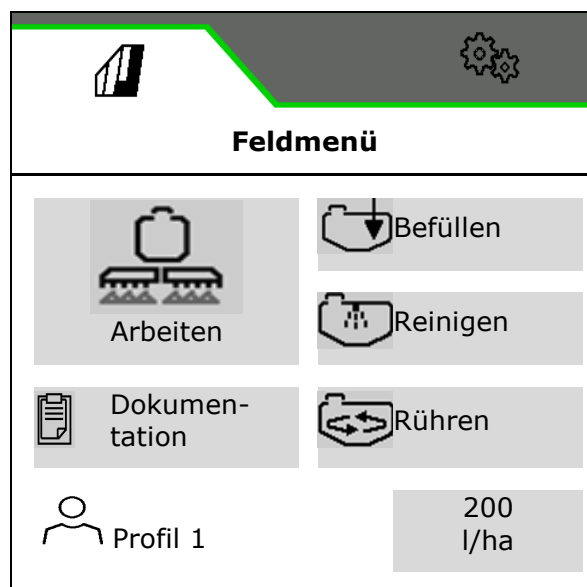 Feldmenü
Arbeiten
Befüllen
Reinigen
Dokumen-
tation
Rühren
Profil 1
200
l/ha